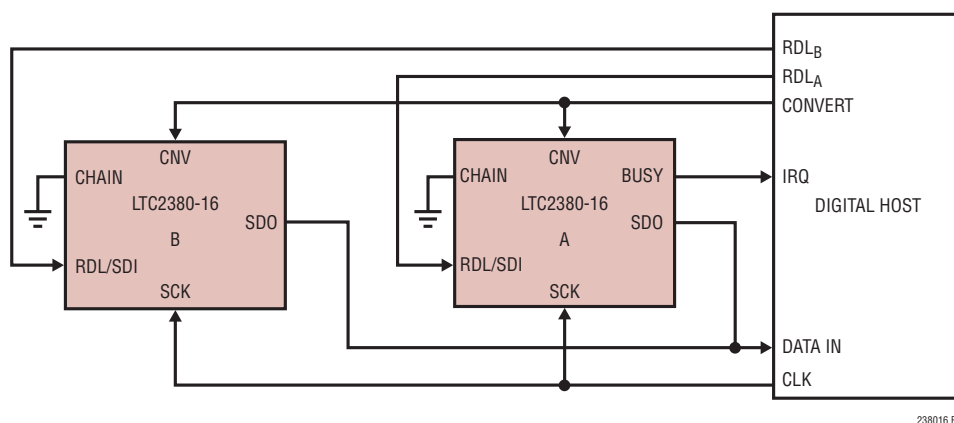 RDLB
RDLA
CONVERT
CNV
CHAIN
LTC2380-16
B
SDO
RDL/SDI
SCK
CNV
CHAIN
BUSY
LTC2380-16
A
SDO
RDL/SDI
SCK
IRQ
DIGITAL HOST
DATA IN
CLK